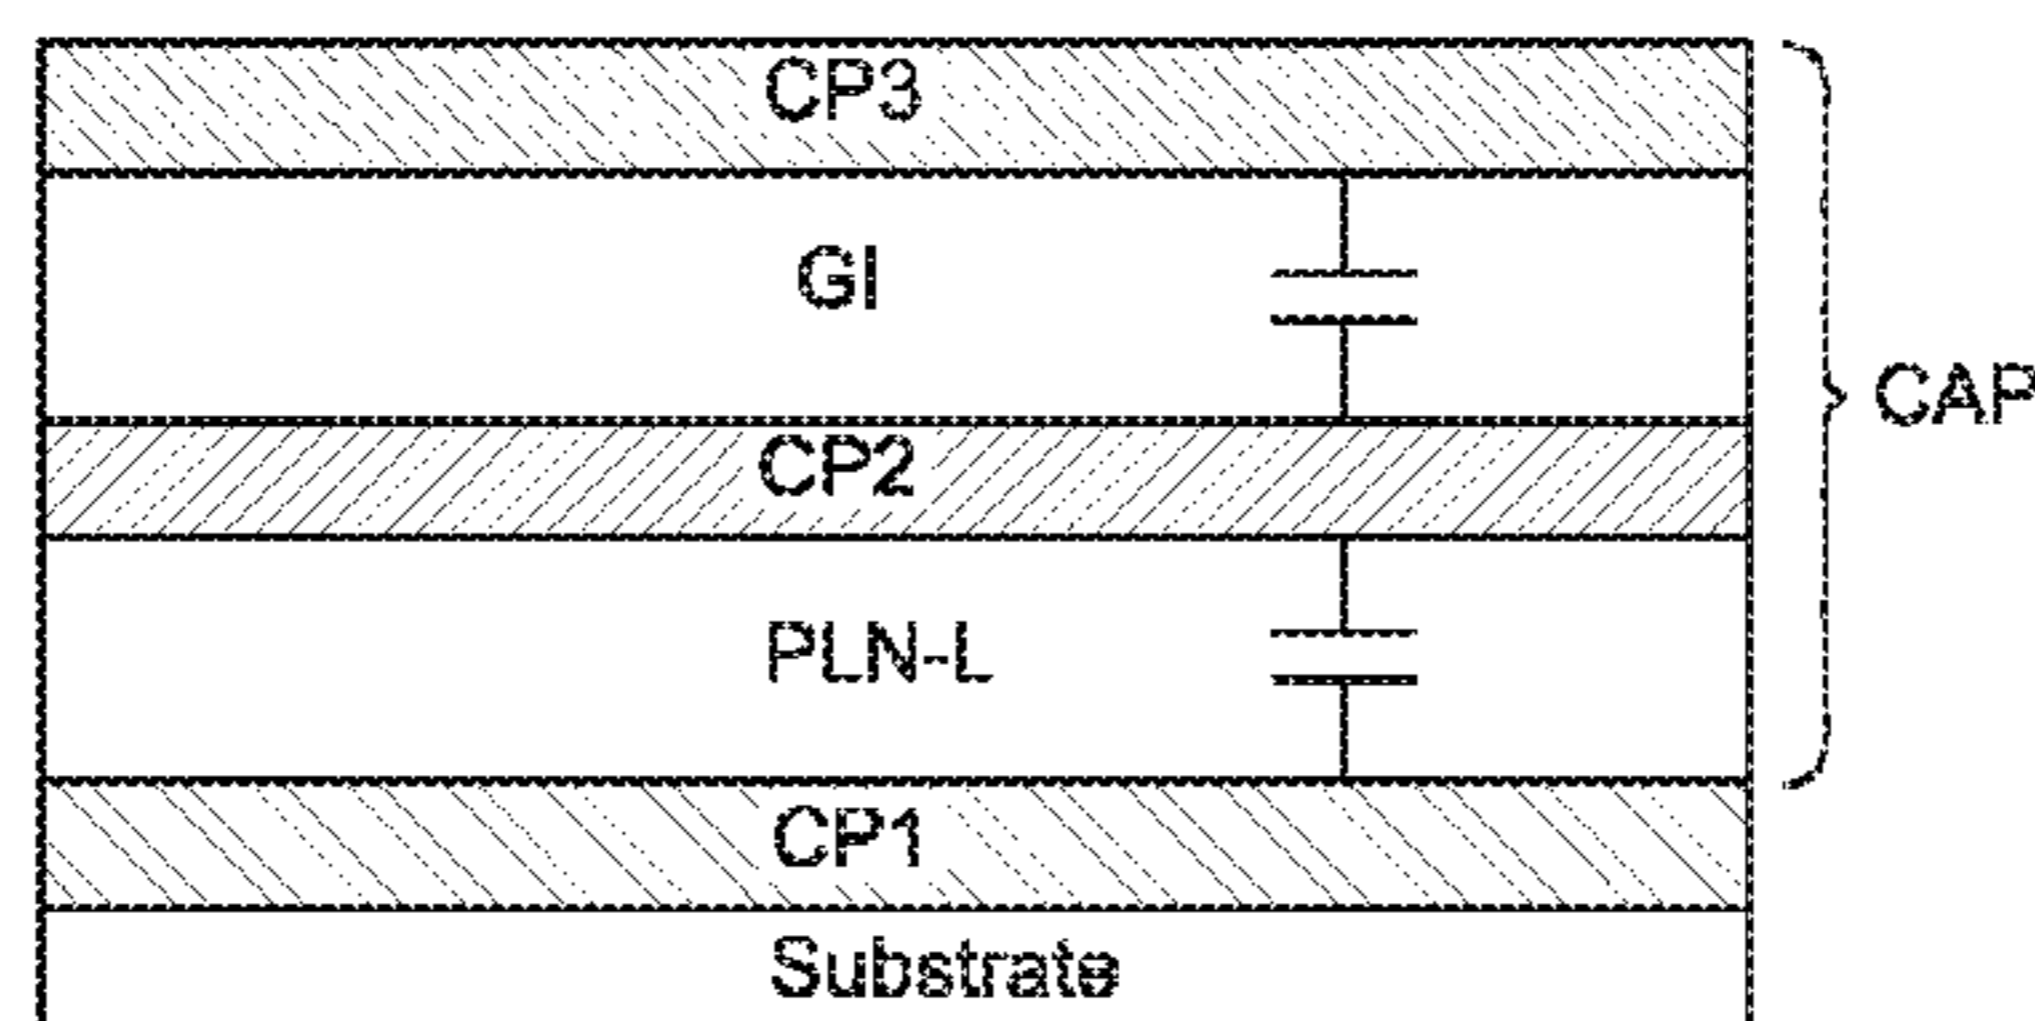 CP3
GI
CAP
CP2
PLN-L
CP1
Substrate